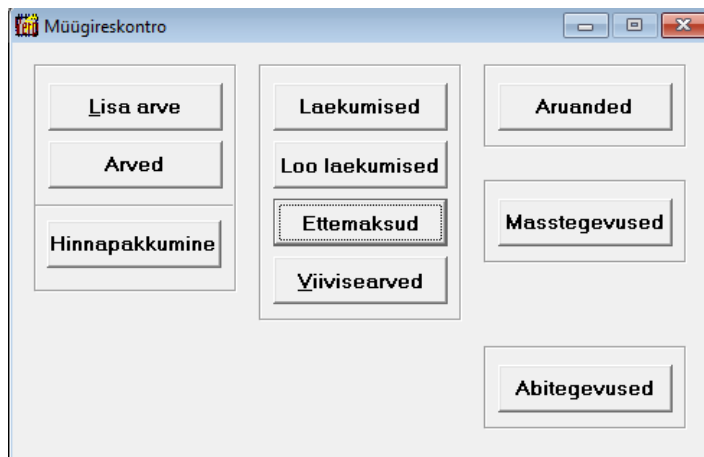 Müügireskontro
Lisa arve
Arved
Hinnapakkumine
Laekumised
Loo laekumised
Ettemaksud
Viivisearved
Aruanded
Masstegevused
Abitegevused